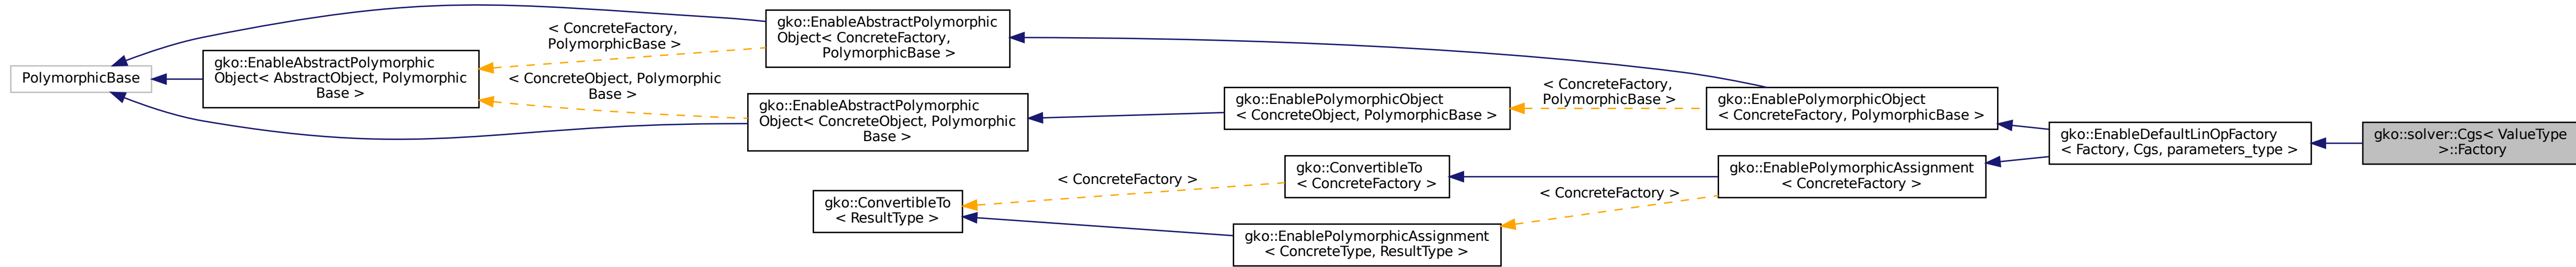 PolymorphicBase
gko::EnableAbstractPolymorphic
Object< AbstractObject, Polymorphic
Base >
< ConcreteFactory,
PolymorphicBase >
< ConcreteObject, Polymorphic
Base >
gko::EnableAbstractPolymorphic
Object< ConcreteFactory,
PolymorphicBase >
gko::EnableAbstractPolymorphic
Object< ConcreteObject, Polymorphic
Base >
gko::ConvertibleTo
< ResultType >
< ConcreteFactory >
gko::EnablePolymorphicObject
< ConcreteObject, PolymorphicBase >
gko::ConvertibleTo
< ConcreteFactory >
gko::EnablePolymorphicAssignment
< ConcreteType, ResultType >
< ConcreteFactory,
PolymorphicBase >
< ConcreteFactory >
gko::EnablePolymorphicObject
< ConcreteFactory, PolymorphicBase >
gko::EnablePolymorphicAssignment
< ConcreteFactory >
gko::EnableDefaultLinOpFactory
< Factory, Cgs, parameters_type >
gko::solver::Cgs< ValueType
>::Factory